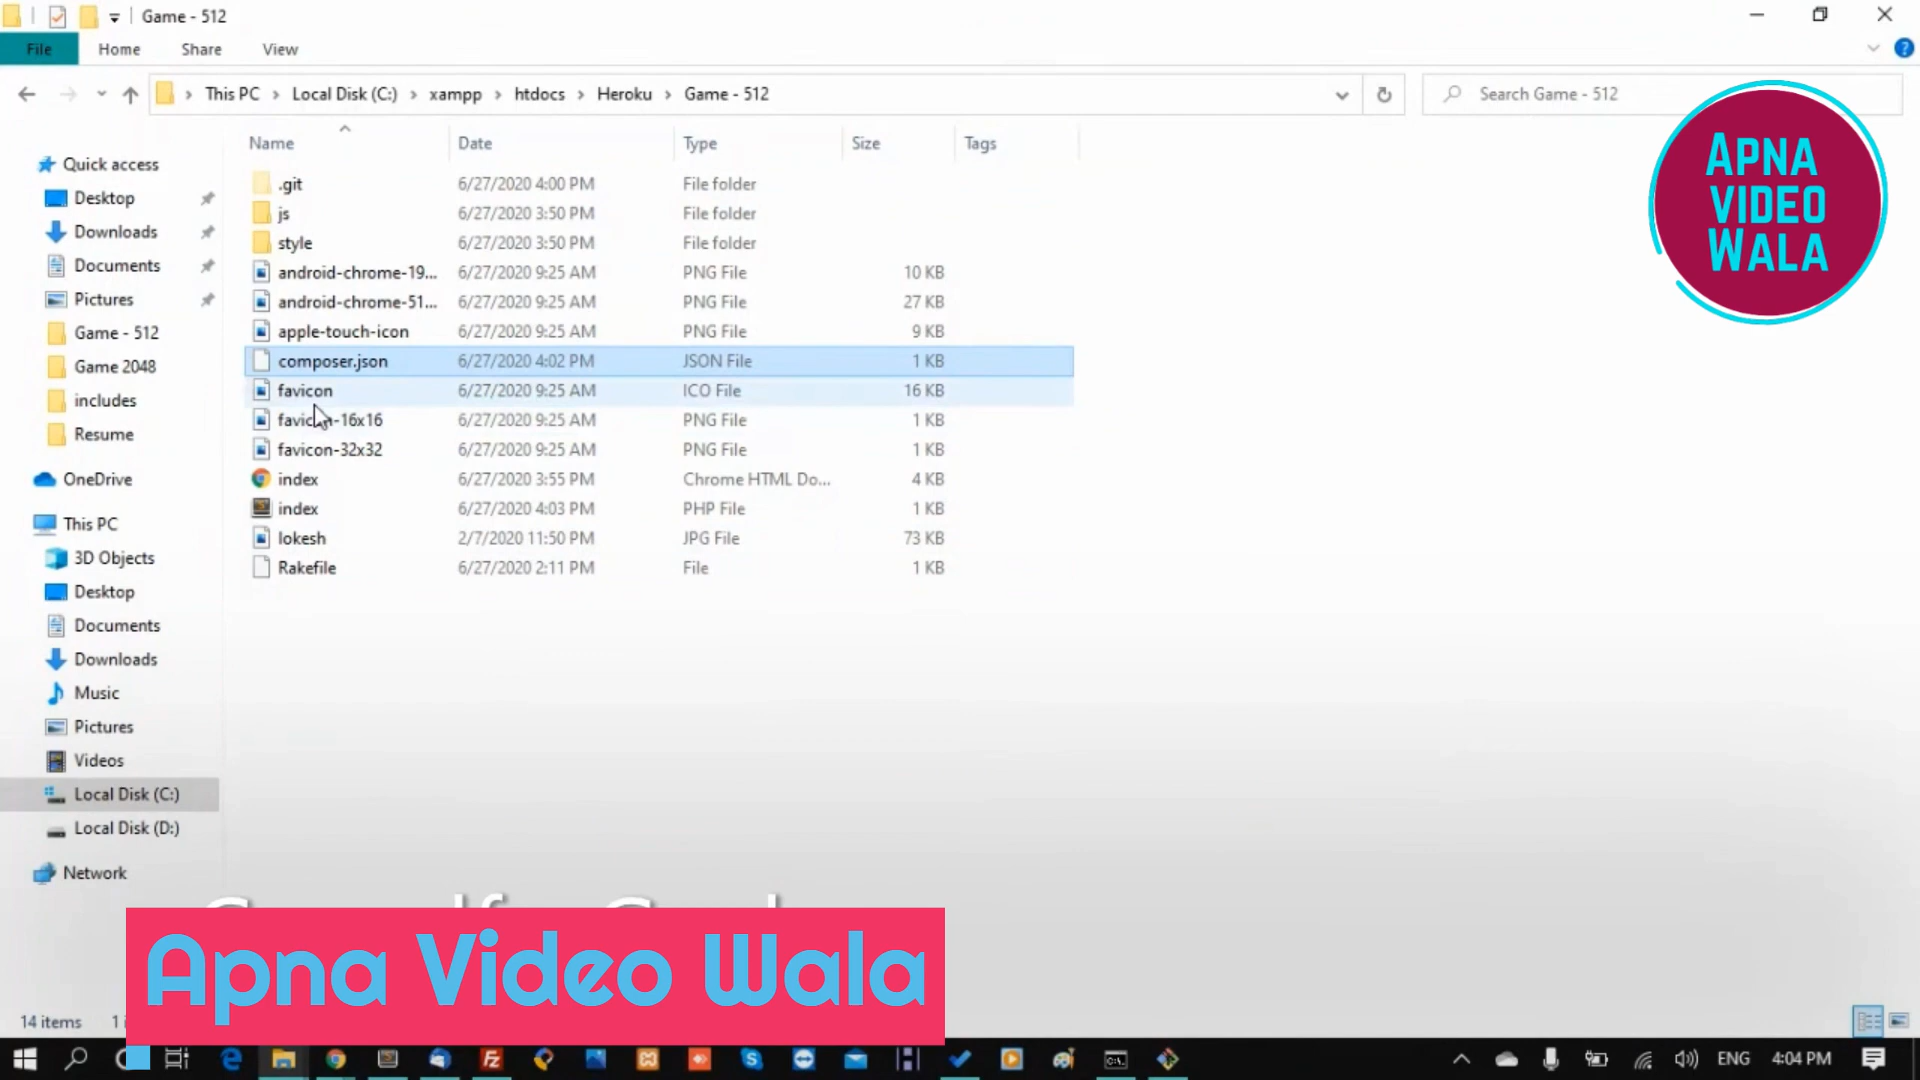 Game - 512
File Home Share View
This PC Local Disk (C:) xampp htdocs Heroku Game - 512 Search Game - 512
Name Date Type Size Tags
Quick access
Desktop
Downloads
Documents
Pictures
Game - 512
Game 2048
includes
Resume
OneDrive
This PC
3D Objects
Desktop
Documents
Downloads
Music
Pictures
Videos
Local Disk (C:)
Local Disk (D:)
Network
.git 6/27/2020 4:00 PM File folder
js 6/27/2020 3:50 PM File folder
style 6/27/2020 3:50 PM File folder
android-chrome-19... 6/27/2020 9:25 AM PNG File 10 KB
android-chrome-51... 6/27/2020 9:25 AM PNG File 27 KB
apple-touch-icon 6/27/2020 9:25 AM PNG File 9 KB
composer.json 6/27/2020 4:02 PM JSON File 1 KB
favicon 6/27/2020 9:25 AM ICO File 16 KB
favicon-16x16 6/27/2020 9:25 AM PNG File 1 KB
favicon-32x32 6/27/2020 9:25 AM PNG File 1 KB
index 6/27/2020 3:55 PM Chrome HTML Do... 4 KB
index 6/27/2020 4:03 PM PHP File 1 KB
lokesh 2/7/2020 11:50 PM JPG File 73 KB
Rakefile 6/27/2020 2:11 PM File 1 KB
APNA
VIDEO
WALA
Apna Video Wala
14 items
ENG 4:04 PM